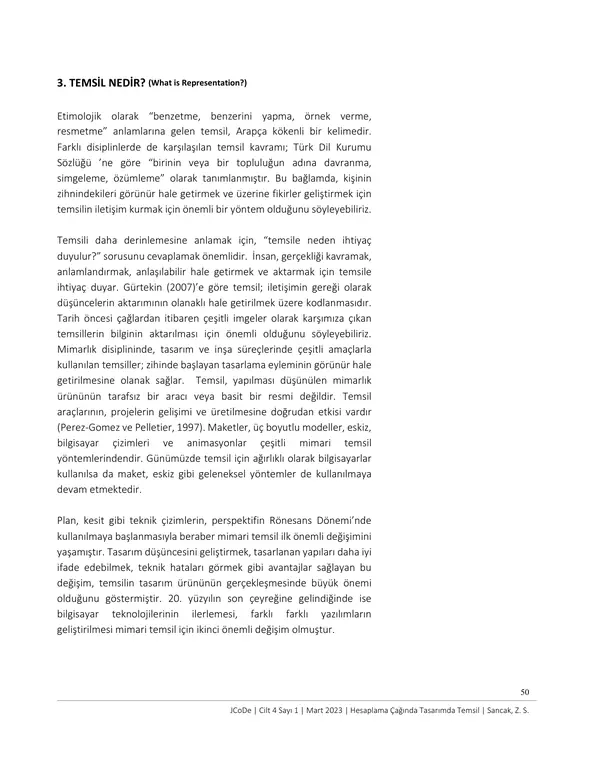 3. TEMSİL NEDİR? (What is Representation?)
Etimolojik olarak “benzetme, benzerini yapma, örnek verme,
resmetme” anlamlarına gelen temsil, Arapça kökenli bir kelimedir.
Farklı disiplinlerde de karşılaşılan temsil kavramı; Türk Dil Kurumu
Sözlüğü ’ne göre “birinin veya bir topluluğun adına davranma,
simgeleme, özümleme” olarak tanımlanmıştır. Bu bağlamda, kişinin
zihnindekileri görünür hale getirmek ve üzerine fikirler geliştirmek için
temsilin iletişim kurmak için önemli bir yöntem olduğunu söyleyebiliriz.
Temsili daha derinlemesine anlamak için, “temsile neden ihtiyaç
duyulur?” sorusunu cevaplamak önemlidir. İnsan, gerçekliği kavramak,
anlamlandırmak, anlaşılabilir hale getirmek ve aktarmak için temsile
ihtiyaç duyar. Gürtekin (2007)’e göre temsil; iletişimin gereği olarak
düşüncelerin aktarımının olanaklı hale getirilmek üzere kodlanmasıdır.
Tarih öncesi çağlardan itibaren çeşitli imgeler olarak karşımıza çıkan
temsillerin bilginin aktarılması için önemli olduğunu söyleyebiliriz.
Mimarlık disiplininde, tasarım ve inşa süreçlerinde çeşitli amaçlarla
kullanılan temsiller; zihinde başlayan tasarlama eyleminin görünür hale
getirilmesine olanak sağlar. Temsil, yapılması düşünülen mimarlık
ürününün tarafsız bir aracı veya basit bir resmi değildir. Temsil
araçlarının, projelerin gelişimi ve üretilmesine doğrudan etkisi vardır
(Perez-Gomez ve Pelletier, 1997). Maketler, üç boyutlu modeller, eskiz,
bilgisayar çizimleri ve animasyonlar çeşitli mimari temsil
yöntemlerindendir. Günümüzde temsil için ağırlıklı olarak bilgisayarlar
kullanılsa da maket, eskiz gibi geleneksel yöntemler de kullanılmaya
devam etmektedir.
Plan, kesit gibi teknik çizimlerin, perspektifin Rönesans Dönemi’nde
kullanılmaya başlanmasıyla beraber mimari temsil ilk önemli değişimini
yaşamıştır. Tasarım düşüncesini geliştirmek, tasarlanan yapıları daha iyi
ifade edebilmek, teknik hataları görmek gibi avantajlar sağlayan bu
değişim, temsilin tasarım ürününün gerçekleşmesinde büyük önemi
olduğunu göstermiştir. 20. yüzyılın son çeyreğine gelindiğinde ise
bilgisayar teknolojilerinin ilerlemesi, farklı farklı yazılımların
geliştirilmesi mimari temsil için ikinci önemli değişim olmuştur.
50
JCoDe | Cilt 4 Sayı 1 | Mart 2023 | Hesaplama Çağında Tasarımda Temsil | Sancak, Z. S.